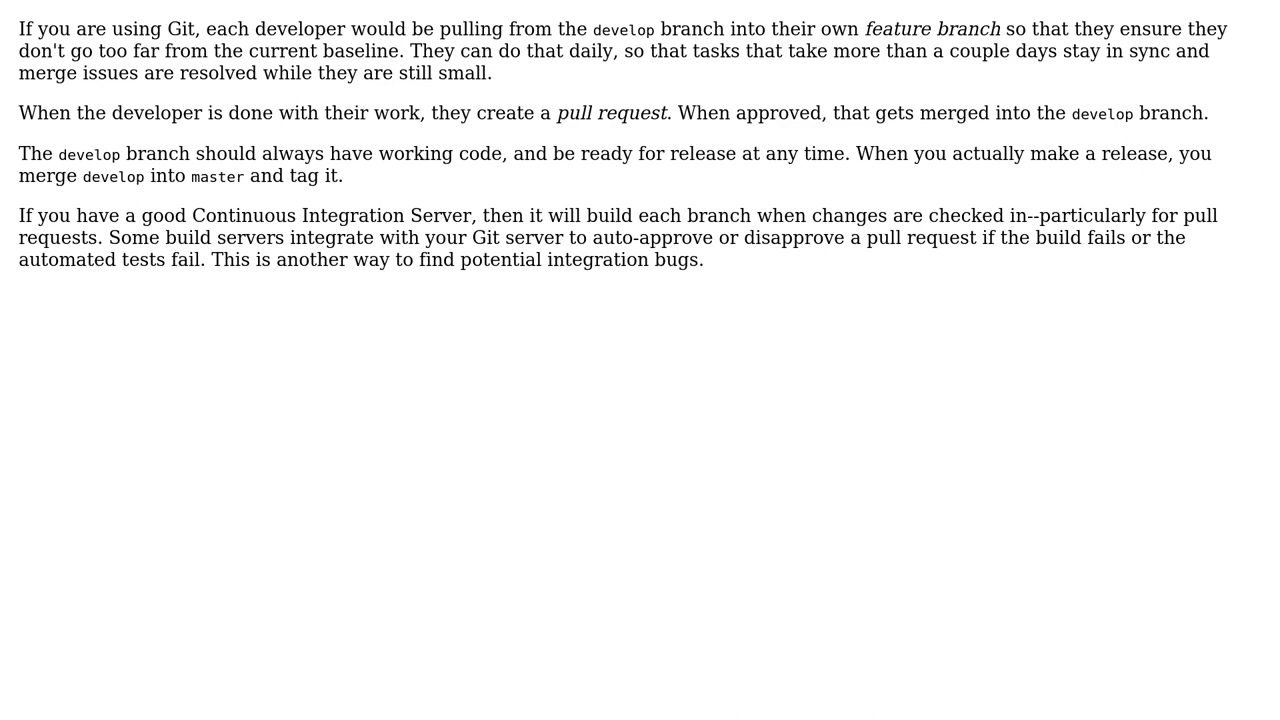 If you are using Git, each developer would be pulling from the develop branch into their own feature branch so that they ensure they
don't go too far from the current baseline. They can do that daily, so that tasks that take more than a couple days stay in sync and
merge issues are resolved while they are still small.
When the developer is done with their work, they create a pull request. When approved, that gets merged into the develop branch.
The develop branch should always have working code, and be ready for release at any time. When you actually make a release, you
merge develop into master and tag it.
If you have a good Continuous Integration Server, then it will build each branch when changes are checked in--particularly for pull
requests. Some build servers integrate with your Git server to auto-approve or disapprove a pull request if the build fails or the
automated tests fail. This is another way to find potential integration bugs.